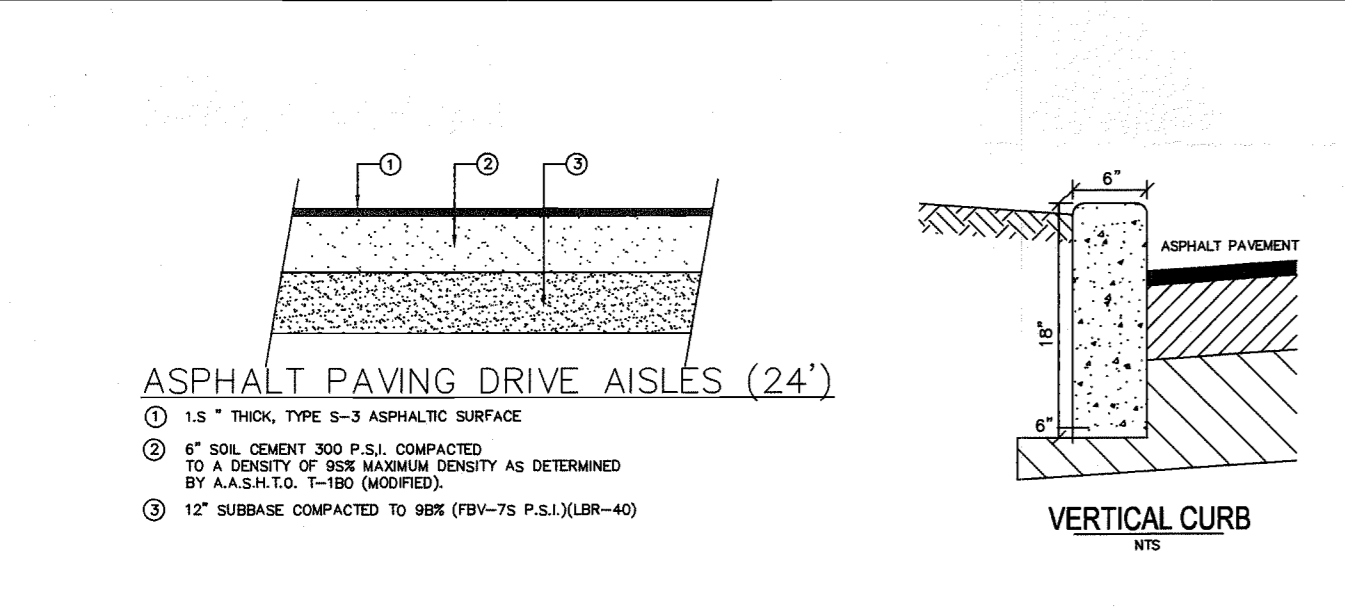 1 2 3
ASPHALT PAVING DRIVE AISLES (24')
1 1.S " THICK, TYPE S-3 ASPHALTIC SURFACE
2 6" SOIL CEMENT 300 P.S,I. COMPACTED
TO A DENSITY OF 9S% MAXIMUM DENSITY AS DETERMINED
BY A.A.S.H.T.O. T-1B0 (MODIFIED).
3 12" SUBBASE COMPACTED TO 9B% (FBV-7S P.S.I.)(LBR-40)
6"
ASPHALT PAVEMENT
18"
6"
VERTICAL CURB
NTS